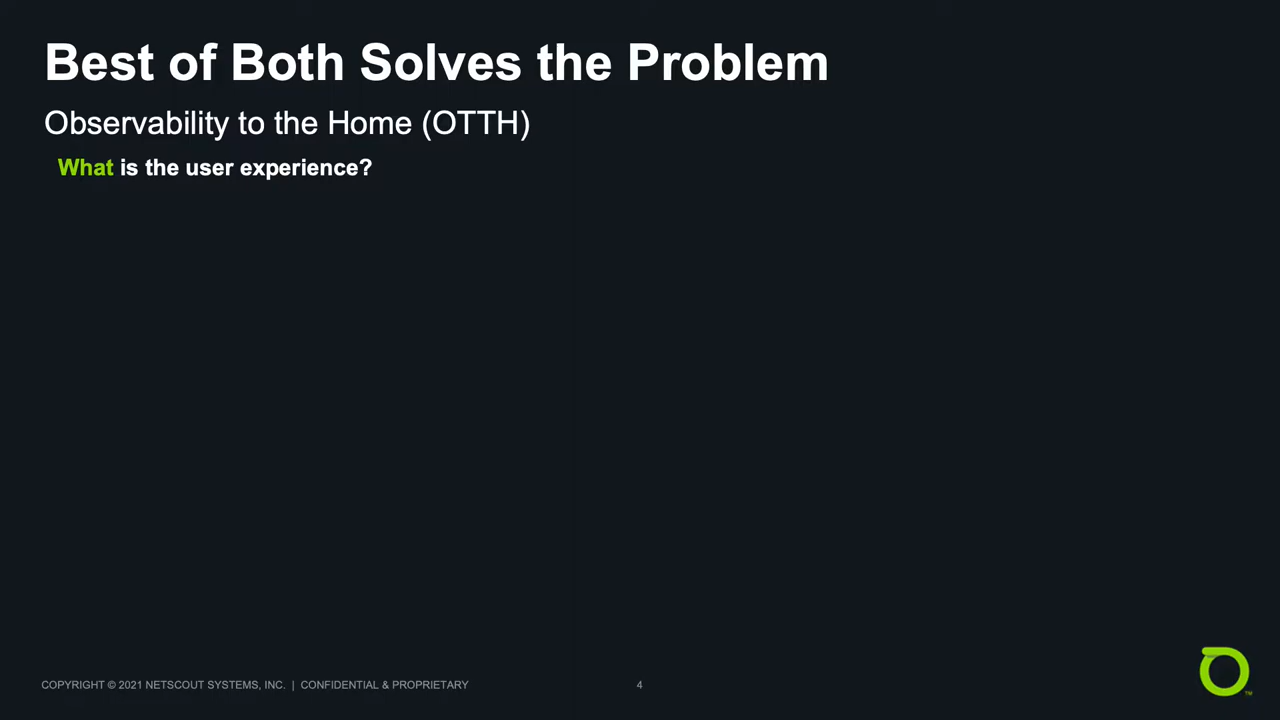 Best of Both Solves the Problem
Observability to the Home (OTTH)
What is the user experience?
COPYRIGHT © 2021 NETSCOUT SYSTEMS, INC. | CONFIDENTIAL & PROPRIETARY
4
TM